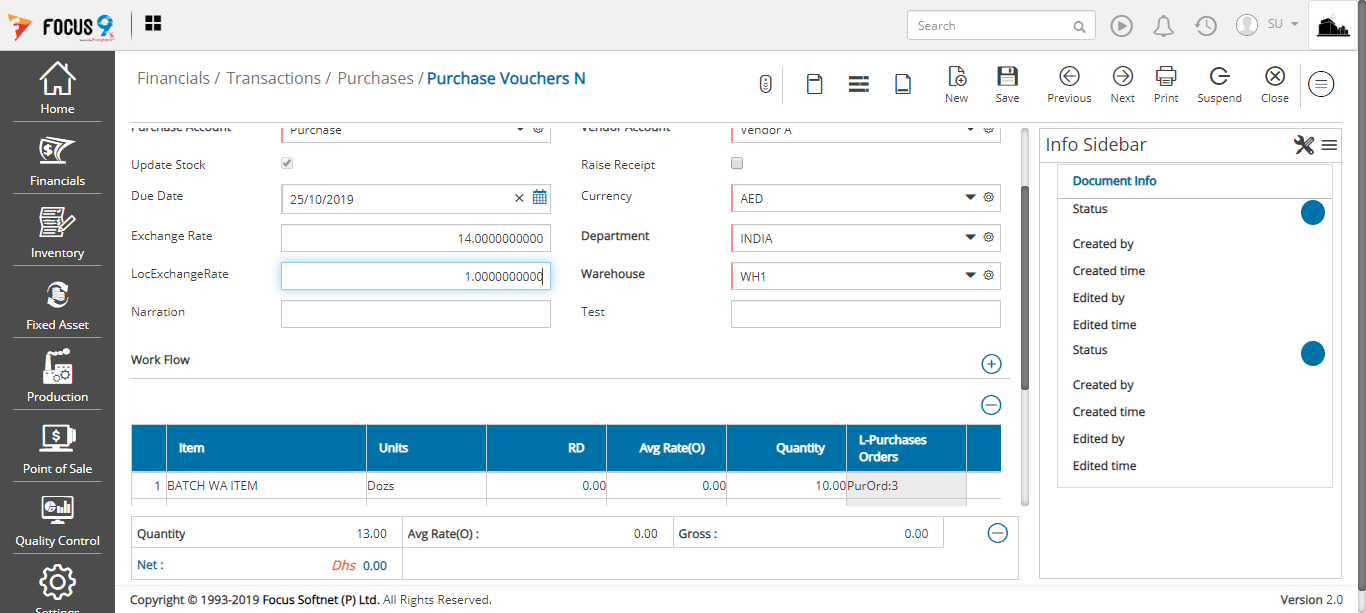 FOCUS 9
Search
SU
Home
Financials
Inventory
Fixed Asset
Production
Point of Sale
Quality Control
Settings
Financials / Transactions / Purchases / Purchase Vouchers N
New
Save
Previous
Next
Print
Suspend
Close
Purchase Account Purchase Vendor Account Vendor A
Update Stock Raise Receipt
Due Date 25/10/2019 Currency AED
Exchange Rate 14.0000000000 Department INDIA
LocExchangeRate 1.0000000000 Warehouse WH1
Narration Test
Work Flow
Item Units RD Avg Rate(O) Quantity L-Purchases Orders
1 BATCH WA ITEM Dozs 0.00 0.00 10.00 PurOrd:3
Quantity 13.00 Avg Rate(O) : 0.00 Gross : 0.00
Net : Dhs 0.00
Info Sidebar
Document Info
Status
Created by
Created time
Edited by
Edited time
Status
Created by
Created time
Edited by
Edited time
Copyright © 1993-2019 Focus Softnet (P) Ltd. All Rights Reserved.
Version 2.0